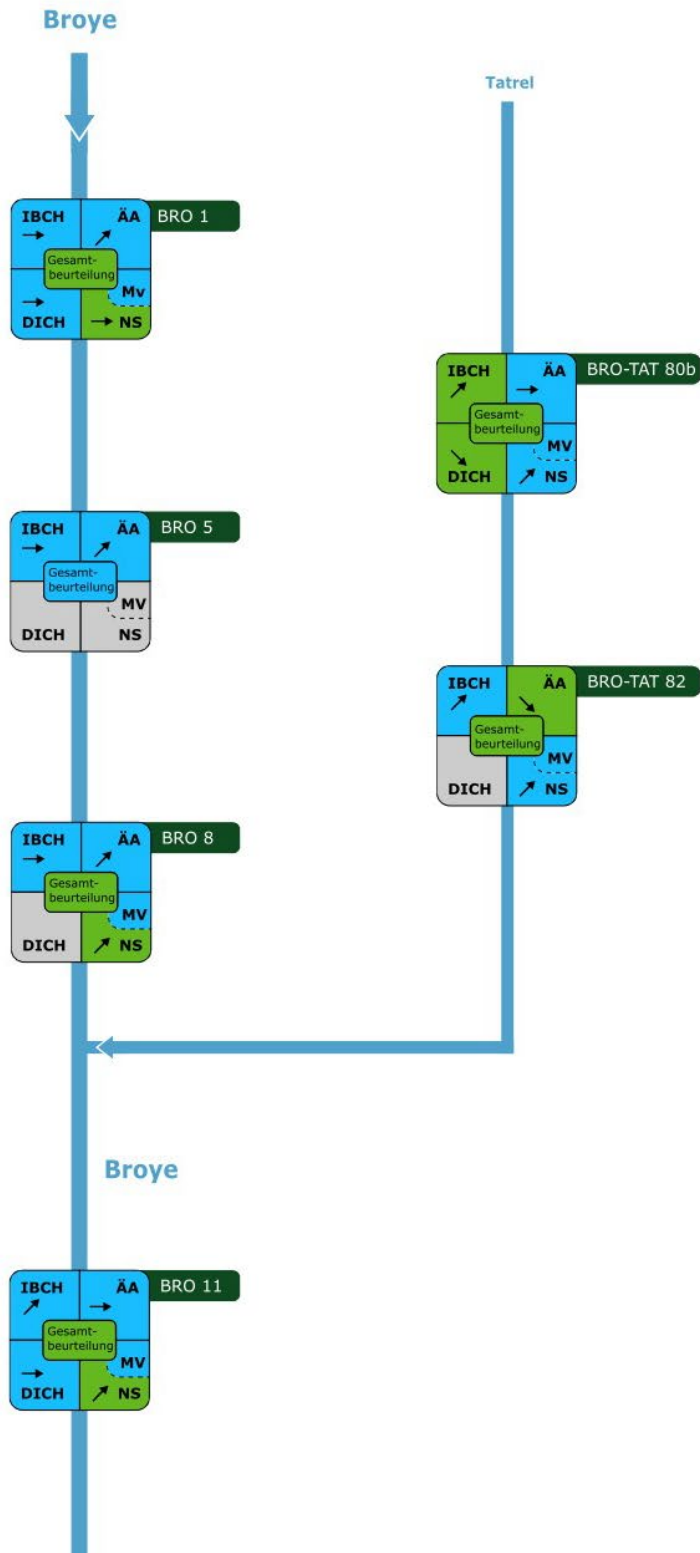 Broye
Tatrel
IBCH ÄA BRO 1
Gesamt-
beurteilung
Mv
DICH NS
IBCH ÄA BRO-TAT 80b
Gesamt-
beurteilung
MV
DICH NS
IBCH ÄA BRO 5
Gesamt-
beurteilung
MV
DICH NS
IBCH ÄA BRO-TAT 82
Gesamt-
beurteilung
MV
DICH NS
IBCH ÄA BRO 8
Gesamt-
beurteilung
MV
DICH NS
Broye
IBCH ÄA BRO 11
Gesamt-
beurteilung
MV
DICH NS